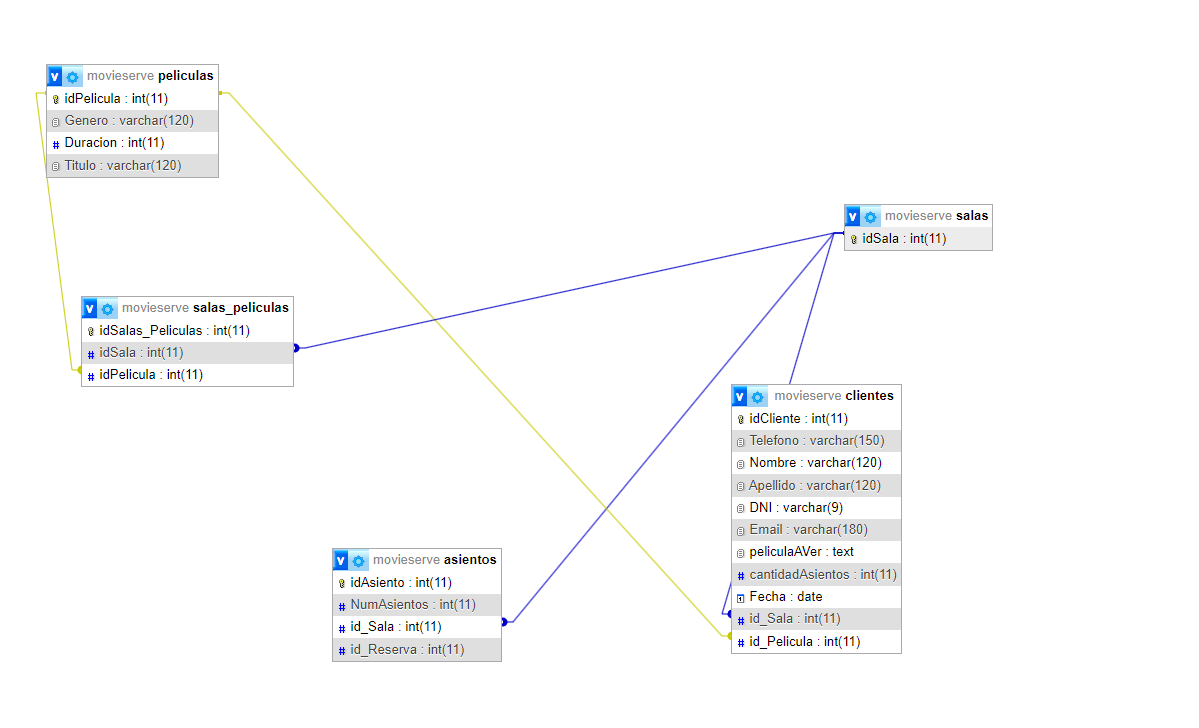 v movieserve peliculas
idPelicula : int(11)
Genero : varchar(120)
# Duracion : int(11)
Titulo : varchar(120)
v movieserve salas
idSala : int(11)
v movieserve salas_peliculas
idSalas_Peliculas : int(11)
# idSala : int(11)
# idPelicula : int(11)
v movieserve clientes
idCliente : int(11)
Telefono : varchar(150)
Nombre : varchar(120)
Apellido : varchar(120)
DNI : varchar(9)
Email : varchar(180)
peliculaAVer : text
# cantidadAsientos : int(11)
Fecha : date
# id_Sala : int(11)
# id_Pelicula : int(11)
v movieserve asientos
idAsiento : int(11)
# NumAsientos : int(11)
# id_Sala : int(11)
# id_Reserva : int(11)